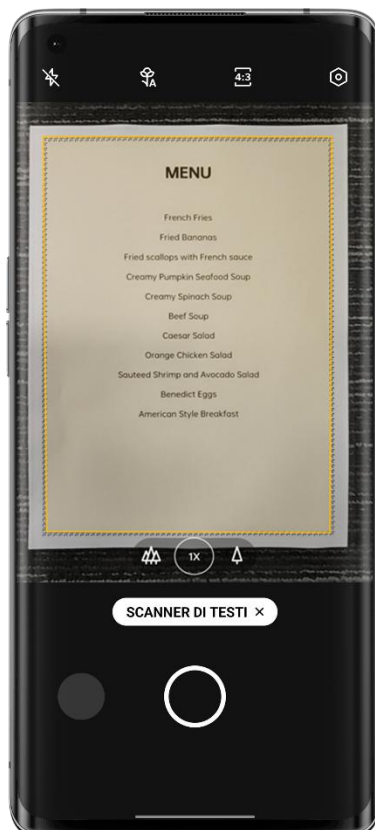 A
4:3
MENU
French Fries
Fried Bananas
Fried scallops with French sauce
Creamy Pumpkin Seafood Soup
Creamy Spinach Soup
Beef Soup
Caesar Salad
Orange Chicken Salad
Sauteed Shrimp and Avocado Salad
Benedict Eggs
American Style Breakfast
1X
SCANNER DI TESTI ×